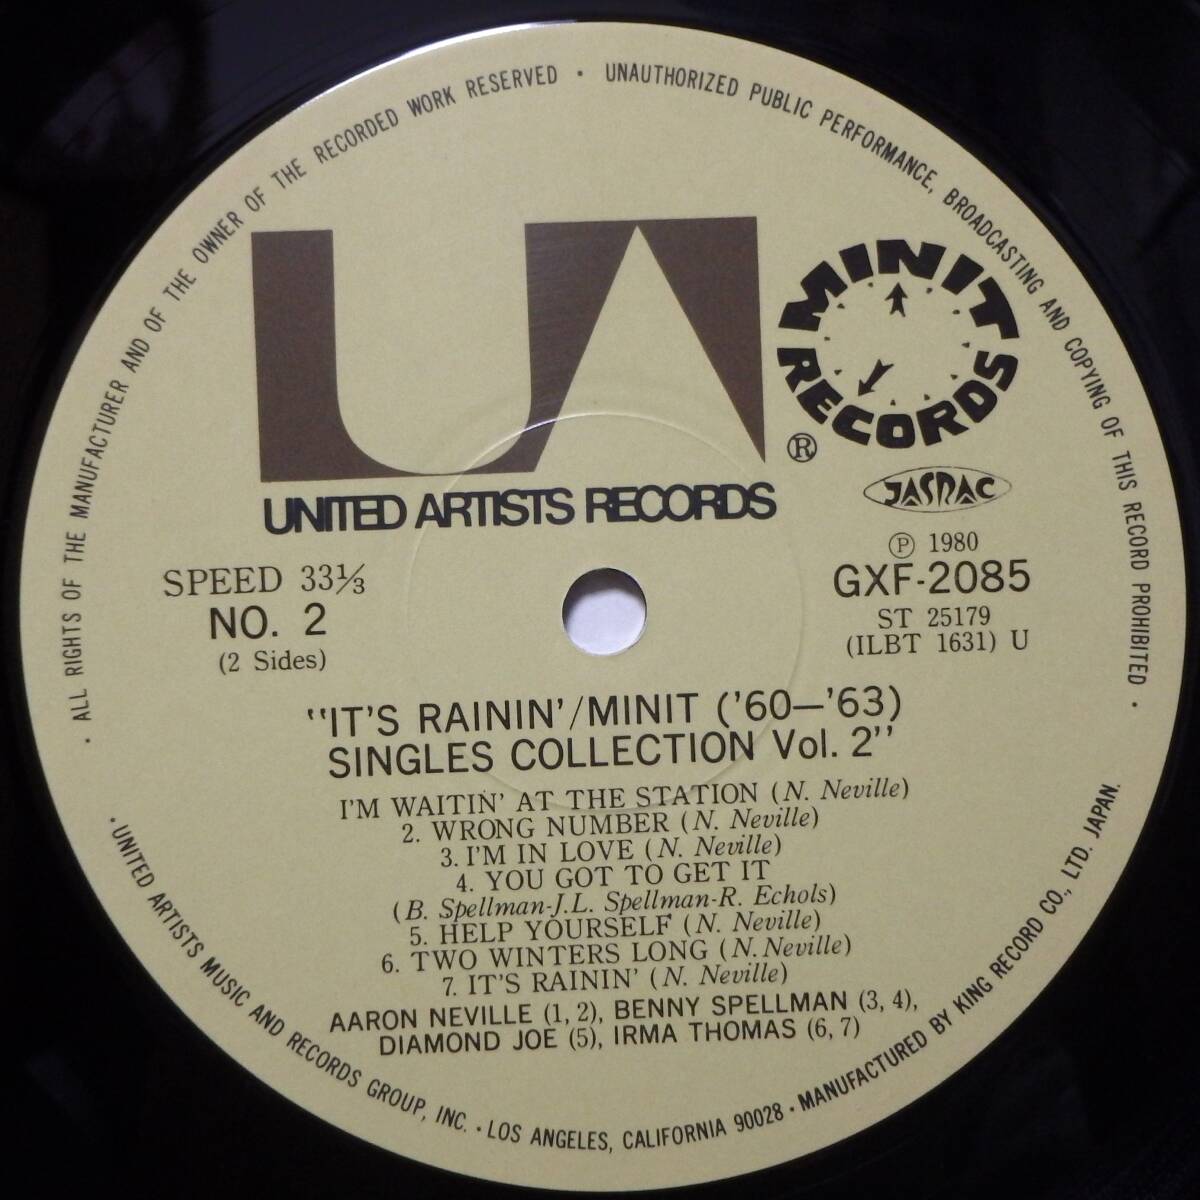 · ALL RIGHTS OF THE MANUFACTURER AND OF THE OWNER OF THE RECORDED WORK RESERVED · UNAUTHORIZED PUBLIC PERFORMANCE, BROADCASTING AND COPYING OF THIS RECORD PROHIBITED ·
UA
MINIT RECORDS
®
UNITED ARTISTS RECORDS
JASRAC
SPEED 33⅓
NO. 2
(2 Sides)
Ⓟ 1980
GXF-2085
ST 25179
(ILBT 1631) U
"IT'S RAININ'/MINIT ('60—'63)
SINGLES COLLECTION Vol. 2"
I'M WAITIN' AT THE STATION (N. Neville)
2. WRONG NUMBER (N. Neville)
3. I'M IN LOVE (N. Neville)
4. YOU GOT TO GET IT
(B. Spellman-J.L. Spellman-R. Echols)
5. HELP YOURSELF (N. Neville)
6. TWO WINTERS LONG (N. Neville)
7. IT'S RAININ' (N. Neville)
AARON NEVILLE (1, 2), BENNY SPELLMAN (3, 4),
DIAMOND JOE (5), IRMA THOMAS (6, 7)
· UNITED ARTISTS MUSIC AND RECORDS GROUP, INC. · LOS ANGELES, CALIFORNIA 90028 · MANUFACTURED BY KING RECORD CO., LTD. JAPAN.